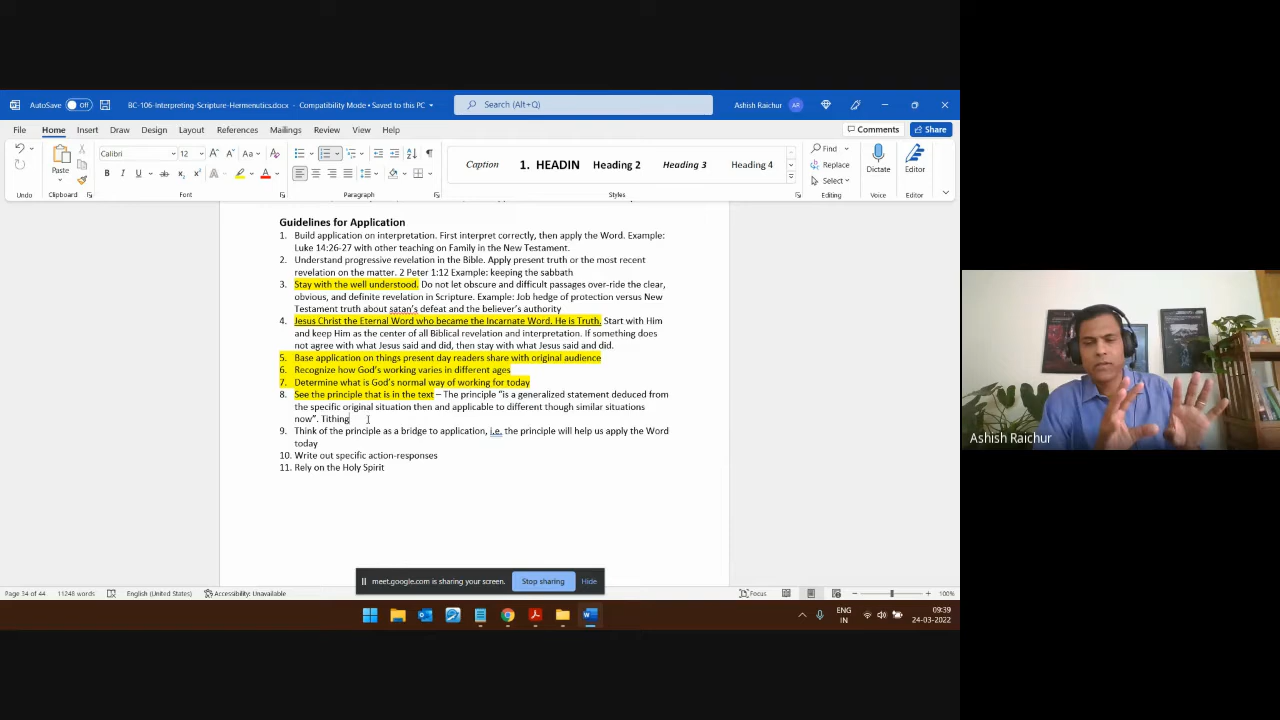 AutoSave Off BC-106-Interpreting-Scripture-Hermenutics.docx - Compatibility Mode • Saved to this PC Search (Alt+Q) Ashish Raichur AR
File Home Insert Draw Design Layout References Mailings Review View Help Comments Share
Calibri 12 Aa Caption 1. HEADIN Heading 2 Heading 3 Heading 4 Find
Paste Replace Dictate Editor
B I U ab Select
Undo Clipboard Font Paragraph Styles Editing Voice Editor
Guidelines for Application
1. Build application on interpretation. First interpret correctly, then apply the Word. Example:
Luke 14:26-27 with other teaching on Family in the New Testament.
2. Understand progressive revelation in the Bible. Apply present truth or the most recent
revelation on the matter. 2 Peter 1:12 Example: keeping the sabbath
3. Stay with the well understood. Do not let obscure and difficult passages over-ride the clear,
obvious, and definite revelation in Scripture. Example: Job hedge of protection versus New
Testament truth about satan's defeat and the believer's authority
4. Jesus Christ the Eternal Word who became the Incarnate Word. He is Truth. Start with Him
and keep Him as the center of all Biblical revelation and interpretation. If something does
not agree with what Jesus said and did, then stay with what Jesus said and did.
5. Base application on things present day readers share with original audience
6. Recognize how God's working varies in different ages
7. Determine what is God's normal way of working for today
8. See the principle that is in the text – The principle "is a generalized statement deduced from
the specific original situation then and applicable to different though similar situations
now". Tithing
9. Think of the principle as a bridge to application, i.e. the principle will help us apply the Word
today
10. Write out specific action-responses
11. Rely on the Holy Spirit
Ashish Raichur
meet.google.com is sharing your screen. Stop sharing Hide
Page 34 of 44 11248 words English (United States) Accessibility: Unavailable Focus 100%
ENG
IN
09:39
24-03-2022